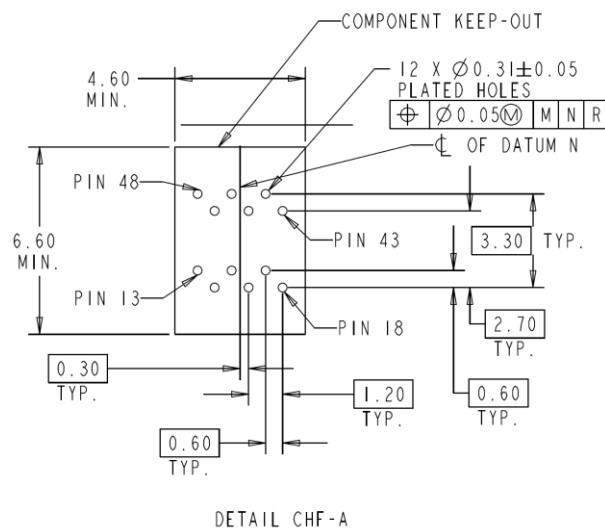 COMPONENT KEEP-OUT
4.60
MIN.
12 X Ø0.31±0.05
PLATED HOLES
⌖ Ø0.05Ⓜ M N R
℄ OF DATUM N
PIN 48
PIN 43
3.30 TYP.
6.60
MIN.
PIN 13
PIN 18
2.70
TYP.
0.30
TYP.
1.20
TYP.
0.60
TYP.
0.60
TYP.
DETAIL CHF-A